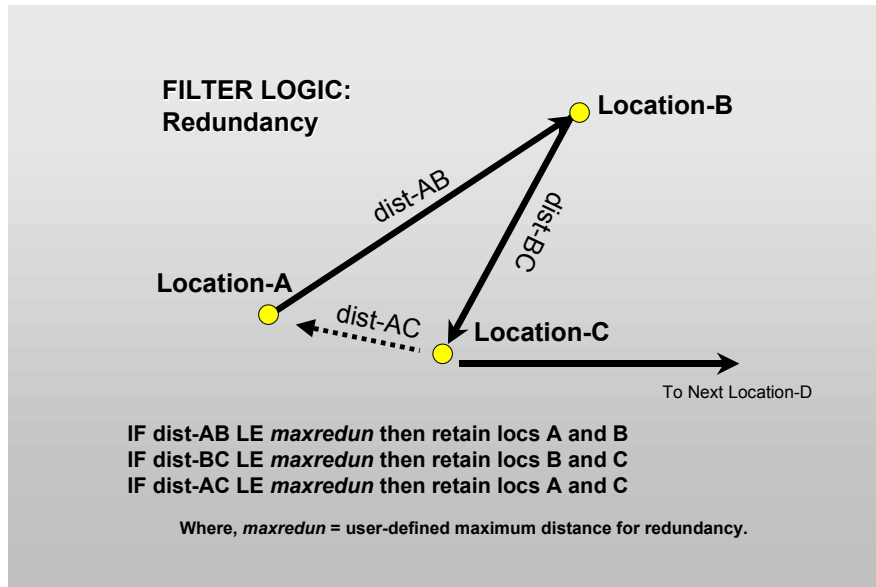 FILTER LOGIC:
Redundancy
Location-B
dist-AB
dist-BC
Location-A
dist-AC
Location-C
To Next Location-D
IF dist-AB LE maxredun then retain locs A and B
IF dist-BC LE maxredun then retain locs B and C
IF dist-AC LE maxredun then retain locs A and C
Where, maxredun = user-defined maximum distance for redundancy.